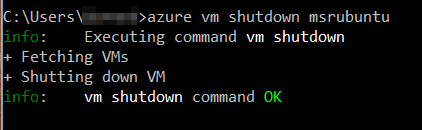 C:\Users\ >azure vm shutdown msrubuntu
info:    Executing command vm shutdown
+ Fetching VMs
+ Shutting down VM
info:    vm shutdown command OK